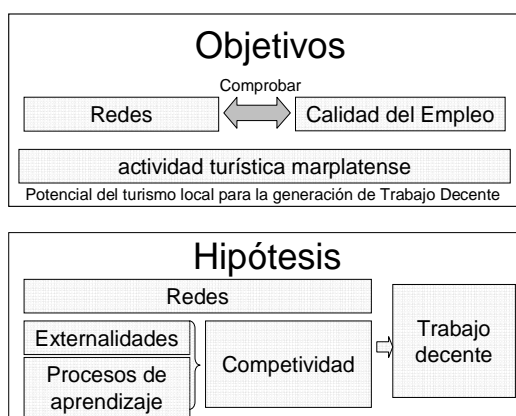 Objetivos
Comprobar
Redes
Calidad del Empleo
actividad turística marplatense
Potencial del turismo local para la generación de Trabajo Decente
Hipótesis
Redes
Externalidades
Procesos de
aprendizaje
Competividad
Trabajo
decente